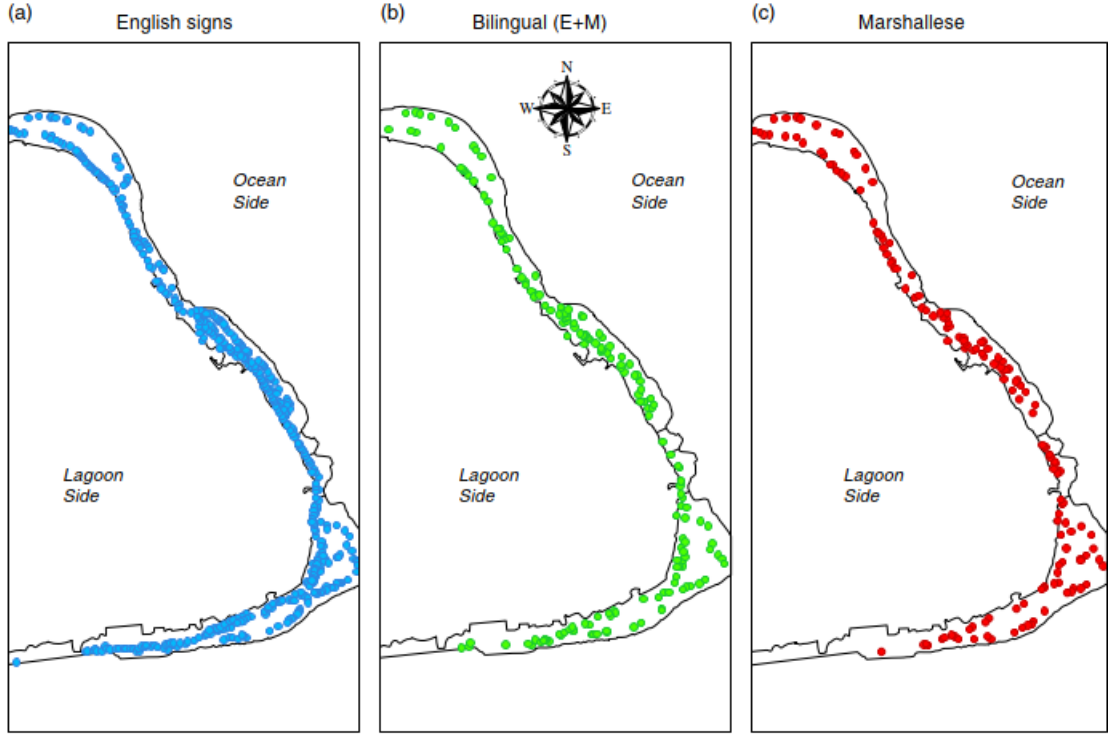 (a) English signs
(b) Bilingual (E+M)
(c) Marshallese
N
W E
S
Ocean
Side
Ocean
Side
Ocean
Side
Lagoon
Side
Lagoon
Side
Lagoon
Side